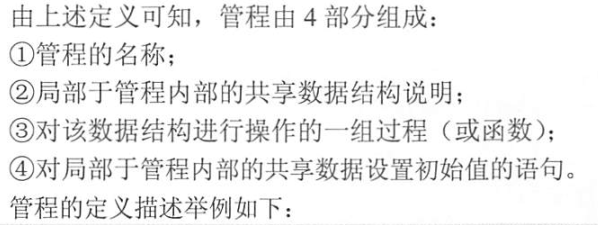 由上述定义可知，管程由 4 部分组成：
①管程的名称；
②局部于管程内部的共享数据结构说明；
③对该数据结构进行操作的一组过程（或函数）；
④对局部于管程内部的共享数据设置初始值的语句。
管程的定义描述举例如下：